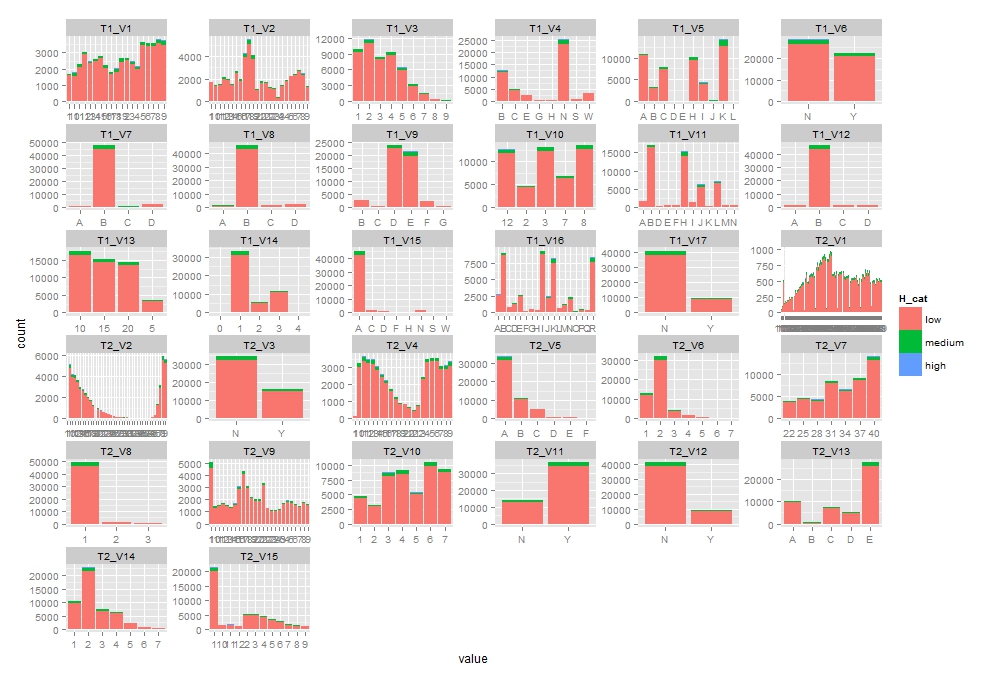 T1_V1
3000
2000
1000
0
T1_V2
4000
2000
0
T1_V3
12000
9000
6000
3000
0
1 2 3 4 5 6 7 8 9
T1_V4
25000
20000
15000
10000
5000
0
B C E G H N S W
T1_V5
10000
5000
0
A B C D E H I J K L
T1_V6
20000
10000
0
N Y
T1_V7
50000
40000
30000
20000
10000
0
A B C D
T1_V8
40000
20000
0
A B C D
T1_V9
20000
10000
0
B C D E F G
T1_V10
10000
5000
0
12 2 3 7 8
T1_V11
15000
10000
5000
0
A B D E F H I J K L M N
T1_V12
40000
20000
0
A B C D
T1_V13
15000
10000
5000
0
10 15 20 5
T1_V14
30000
20000
10000
0
0 1 2 3 4
T1_V15
40000
30000
20000
10000
0
A C D F H N S W
T1_V16
7500
5000
2500
0
T1_V17
40000
30000
20000
10000
0
N Y
T2_V1
1000
750
500
250
0
T2_V2
6000
4000
2000
0
T2_V3
30000
20000
10000
0
N Y
T2_V4
3000
2000
1000
0
T2_V5
30000
20000
10000
0
A B C D E F
T2_V6
30000
20000
10000
0
1 2 3 4 5 6 7
T2_V7
10000
5000
0
22 25 28 31 34 37 40
T2_V8
50000
40000
30000
20000
10000
0
1 2 3
T2_V9
5000
4000
3000
2000
1000
0
T2_V10
10000
5000
0
1 2 3 4 5 6 7
T2_V11
30000
20000
10000
0
N Y
T2_V12
40000
30000
20000
10000
0
N Y
T2_V13
20000
10000
0
A B C D E
T2_V14
20000
15000
10000
5000
0
1 2 3 4 5 6 7
T2_V15
20000
15000
10000
5000
0
count
value
H_cat
low
medium
high